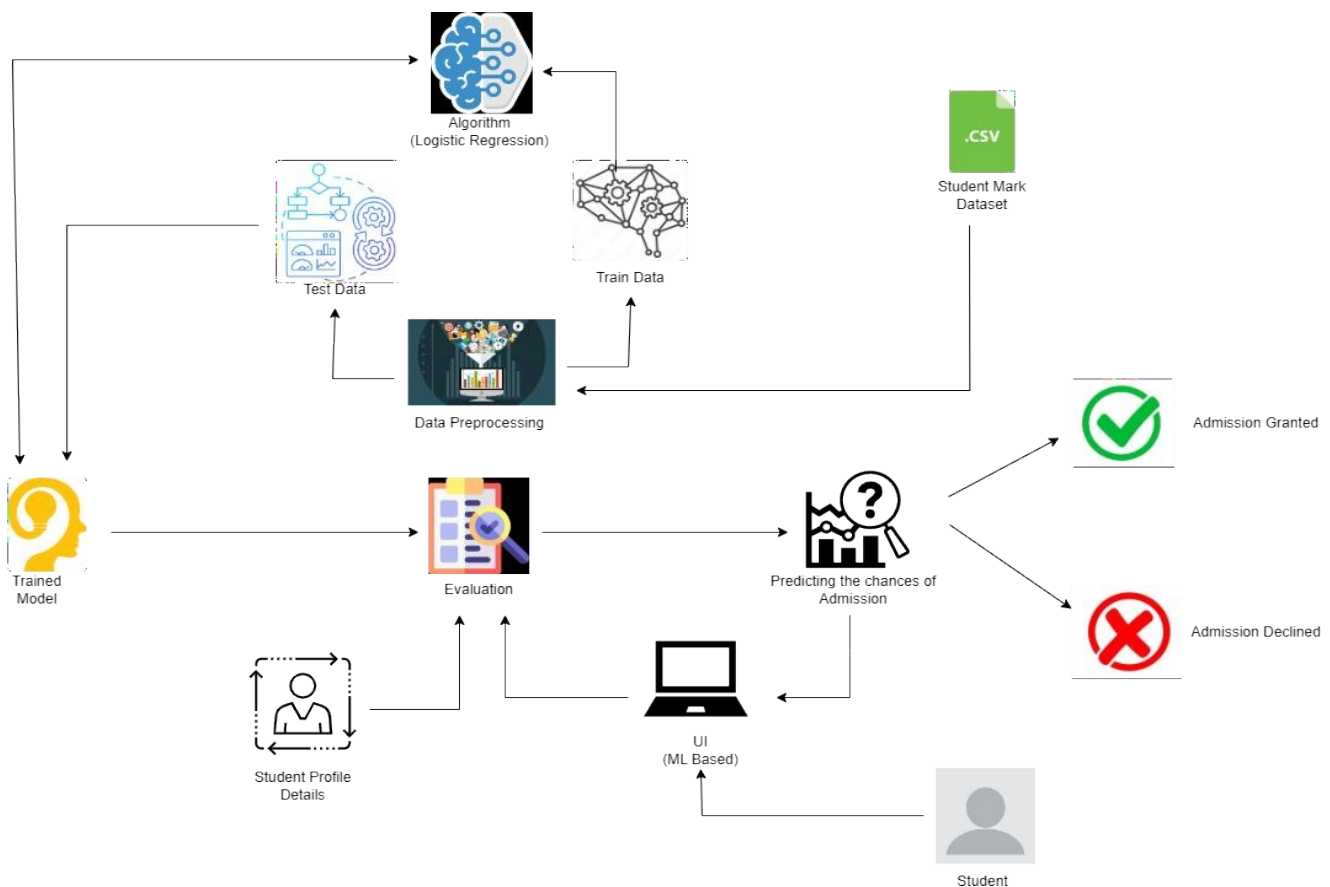 Algorithm
(Logistic Regression)
.CSV
Student Mark
Dataset
Test Data
Train Data
Data Preprocessing
Admission Granted
Trained
Model
Evaluation
?
Predicting the chances of
Admission
Admission Declined
Student Profile
Details
UI
(ML Based)
Student